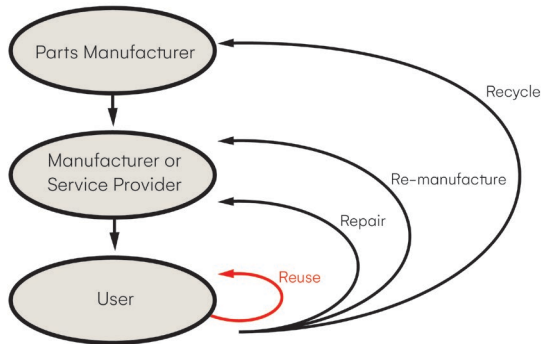 Parts Manufacturer
Recycle
Manufacturer or
Service Provider
Re-manufacture
Repair
Reuse
User